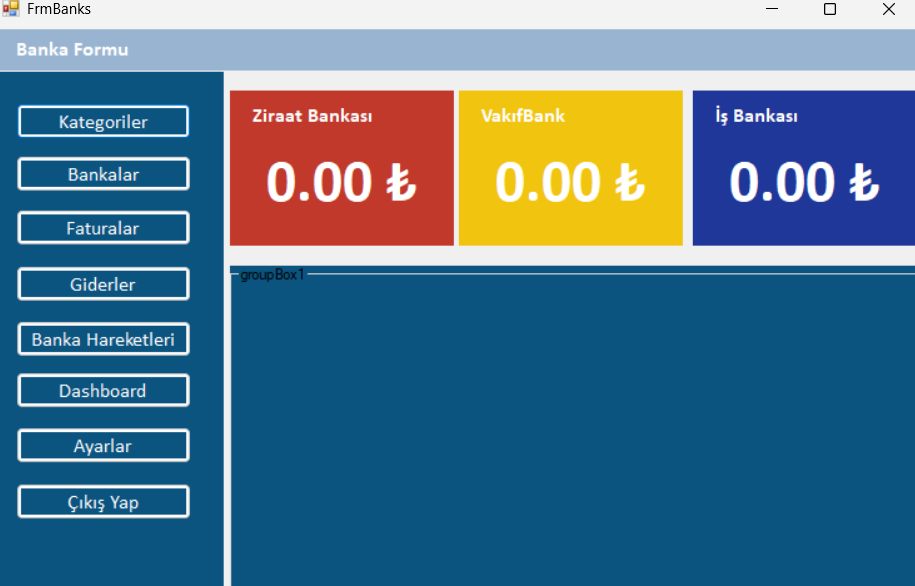 FrmBanks
Banka Formu
Kategoriler
Bankalar
Faturalar
Giderler
Banka Hareketleri
Dashboard
Ayarlar
Çıkış Yap
Ziraat Bankası
0.00 ₺
VakıfBank
0.00 ₺
İş Bankası
0.00 ₺
groupBox1